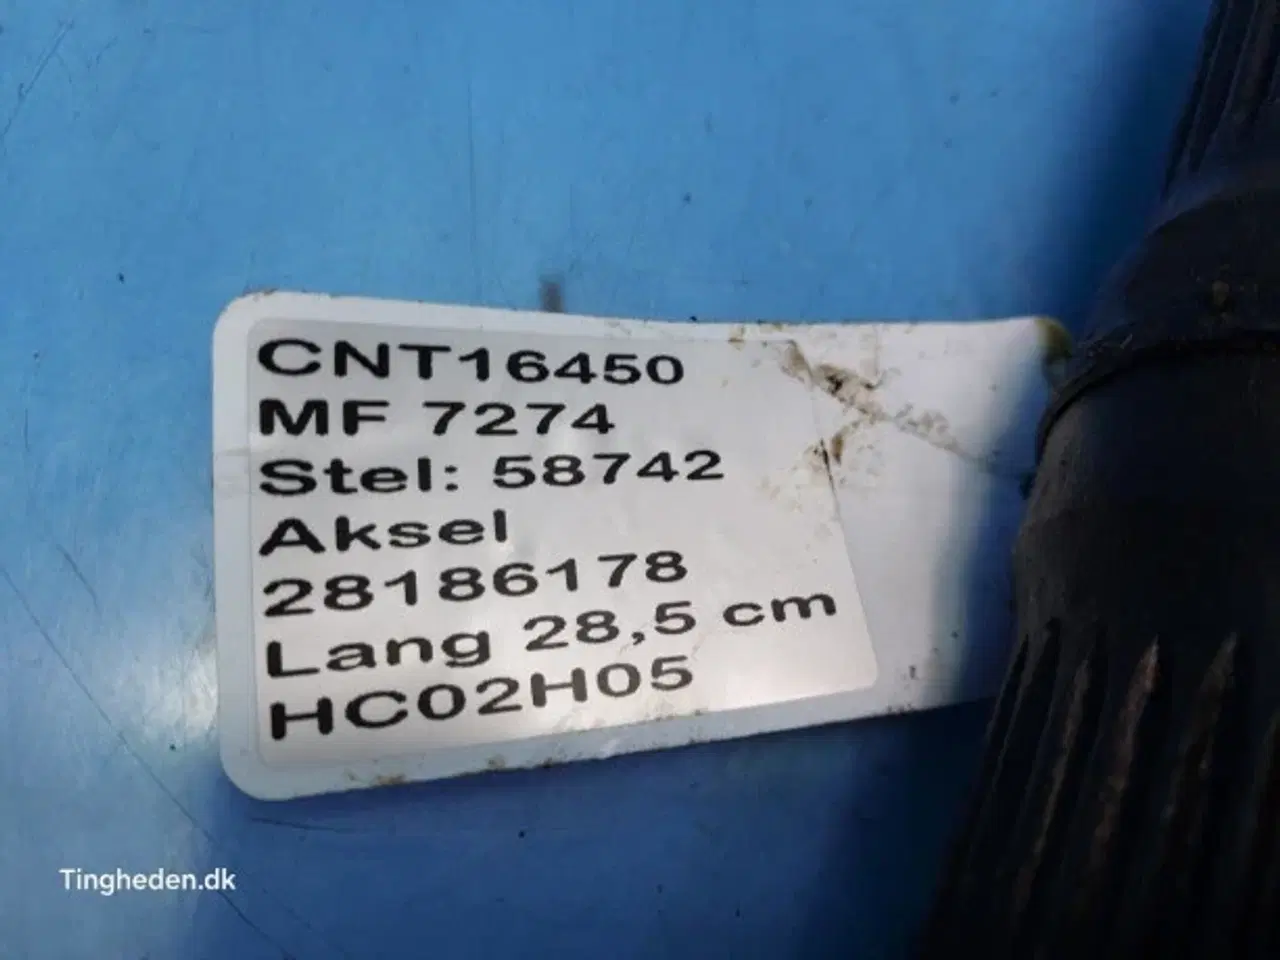 CNT16450
MF 7274
Stel: 58742
Aksel
28186178
Lang 28,5 cm
HC02H05
Tingheden.dk